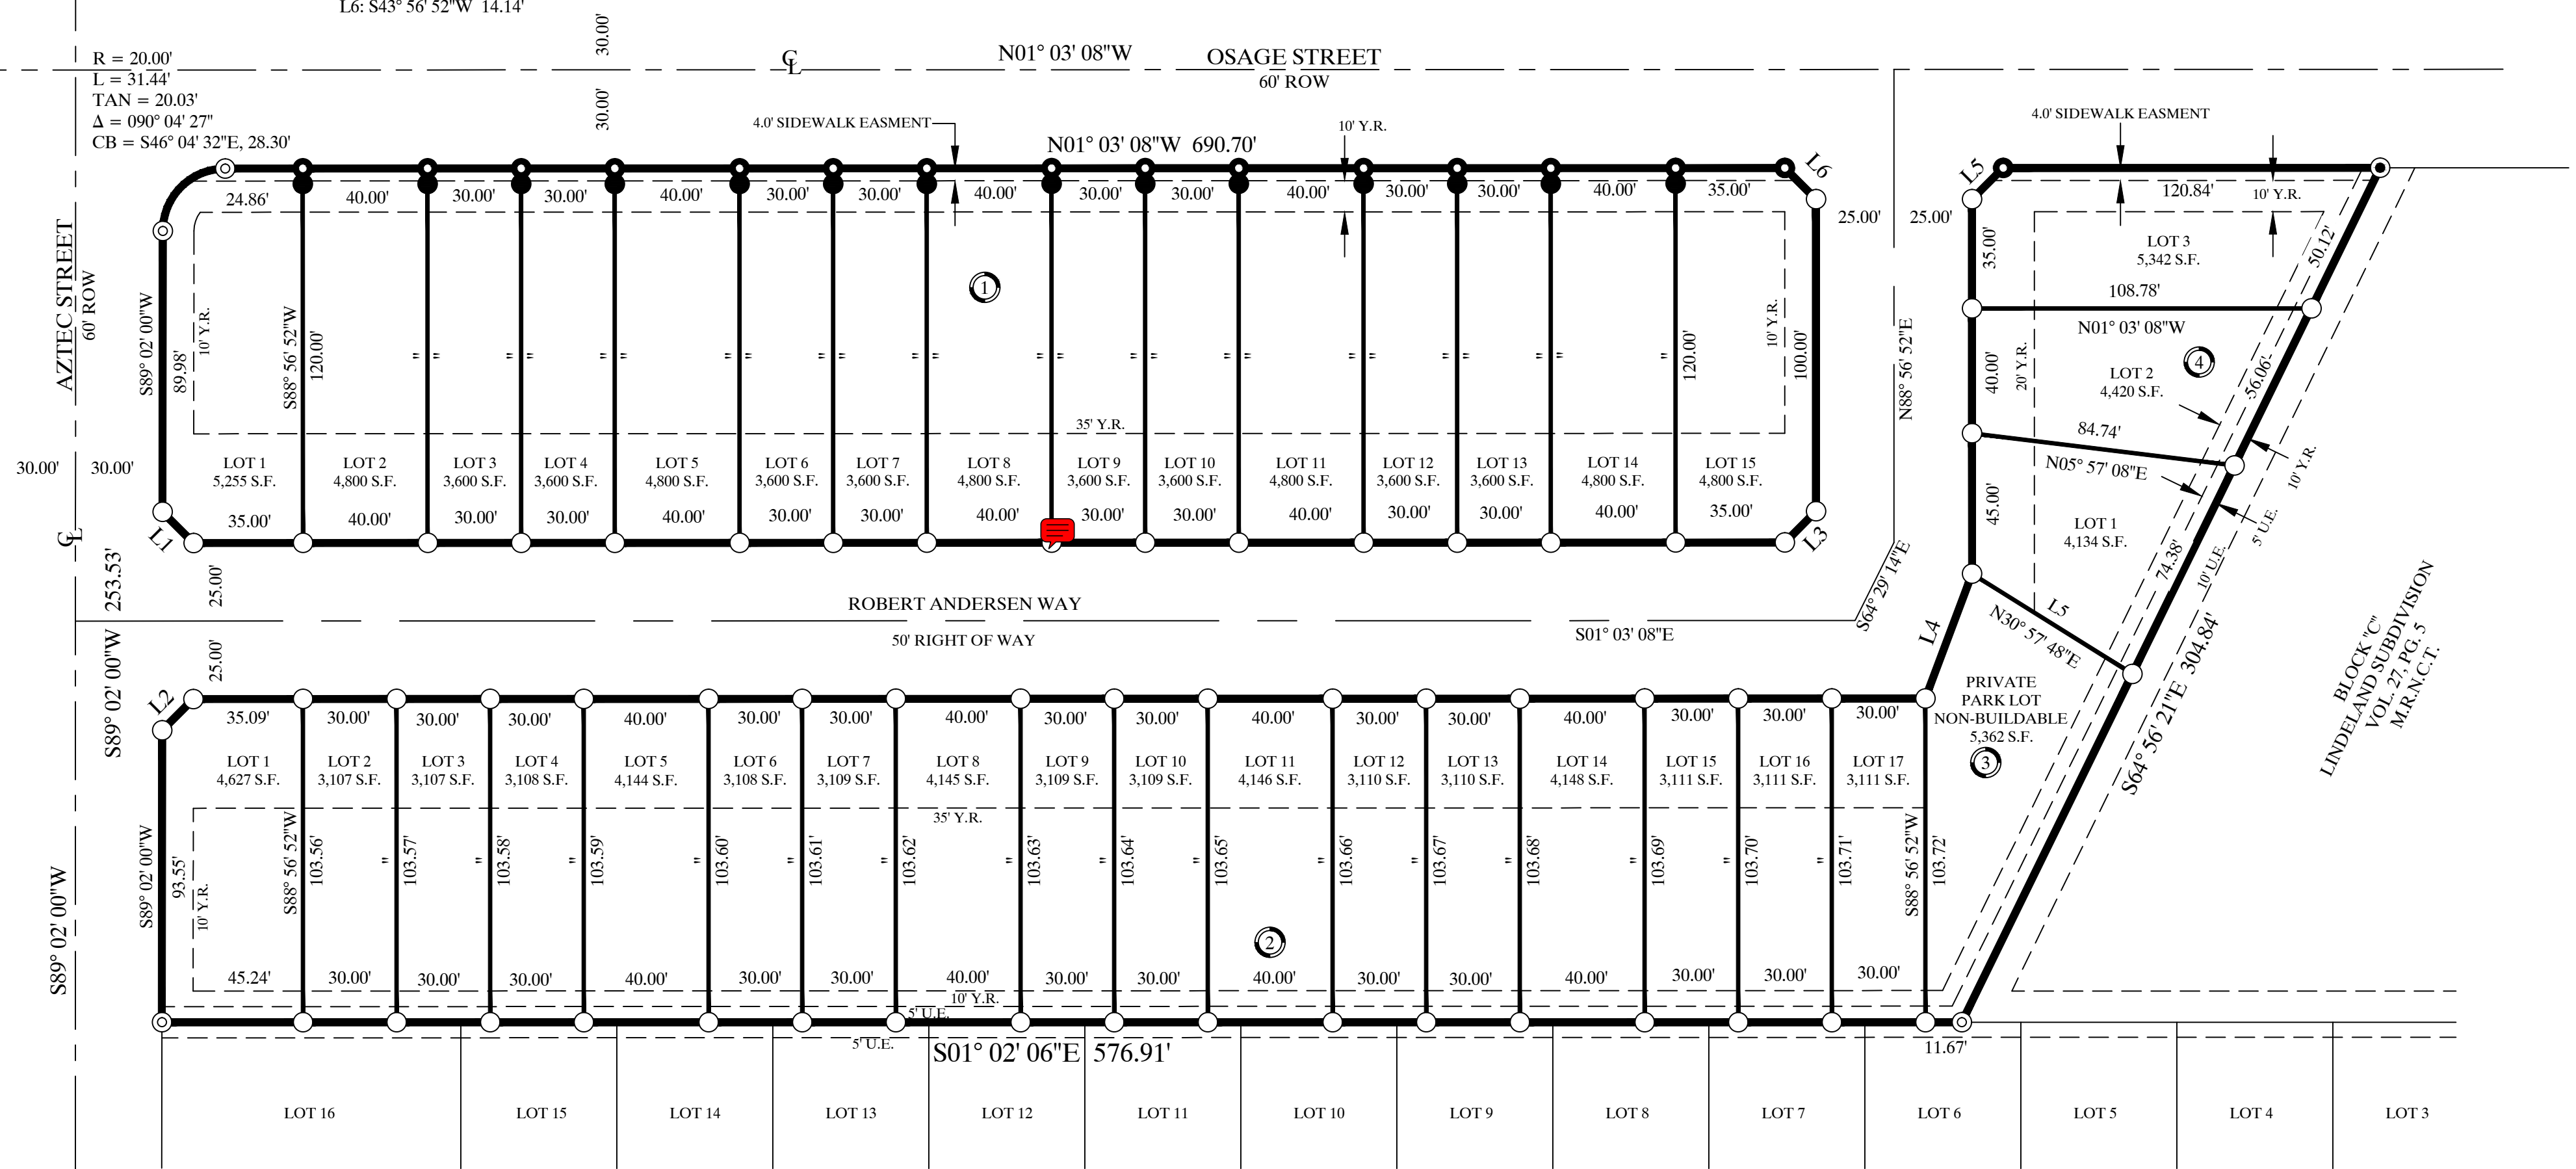 L6: S43° 56' 52"W 14.14'
R = 20.00'
L = 31.44'
TAN = 20.03'
Δ = 090° 04' 27"
CB = S46° 04' 32"E, 28.30'
30.00'
30.00'
℄
N01° 03' 08"W
OSAGE STREET
60' ROW
4.0' SIDEWALK EASMENT
N01° 03' 08"W 690.70'
10' Y.R.
L6
24.86'
40.00'
30.00'
30.00'
40.00'
30.00'
30.00'
40.00'
30.00'
30.00'
40.00'
30.00'
30.00'
40.00'
35.00'
25.00'
25.00'
AZTEC STREET
60' ROW
S89° 02' 00"W
89.98'
10' Y.R.
S88° 56' 52"W
120.00'
" " " " " " " " " " " " " " " " " " " " " " " " "
1
120.00'
10' Y.R.
100.00'
N88° 56' 52"E
35' Y.R.
LOT 1
5,255 S.F.
LOT 2
4,800 S.F.
LOT 3
3,600 S.F.
LOT 4
3,600 S.F.
LOT 5
4,800 S.F.
LOT 6
3,600 S.F.
LOT 7
3,600 S.F.
LOT 8
4,800 S.F.
LOT 9
3,600 S.F.
LOT 10
3,600 S.F.
LOT 11
4,800 S.F.
LOT 12
3,600 S.F.
LOT 13
3,600 S.F.
LOT 14
4,800 S.F.
LOT 15
4,800 S.F.
35.00'
40.00'
30.00'
30.00'
40.00'
30.00'
30.00'
40.00'
30.00'
30.00'
40.00'
30.00'
30.00'
40.00'
35.00'
L1
L3
30.00'
30.00'
℄
253.53'
S89° 02' 00"W
25.00'
25.00'
ROBERT ANDERSEN WAY
50' RIGHT OF WAY
S01° 03' 08"E
S64° 29' 14"E
4.0' SIDEWALK EASMENT
L5
120.84'
10' Y.R.
35.00'
LOT 3
5,342 S.F.
50.12'
108.78'
N01° 03' 08"W
40.00'
20' Y.R.
LOT 2
4,420 S.F.
4
56.06'
84.74'
N05° 57' 08"E
10' Y.R.
45.00'
LOT 1
4,134 S.F.
74.38'
10' U.E.
5' U.E.
L5
N30° 57' 48"E
L4
PRIVATE
PARK LOT
NON-BUILDABLE
5,362 S.F.
3
S64° 56' 21"E 304.84'
BLOCK "C"
LINDELAND SUBDIVISION
VOL. 27, PG. 5
M.R.N.C.T.
L2
35.09'
30.00'
30.00'
30.00'
40.00'
30.00'
30.00'
40.00'
30.00'
30.00'
40.00'
30.00'
30.00'
40.00'
30.00'
30.00'
30.00'
LOT 1
4,627 S.F.
LOT 2
3,107 S.F.
LOT 3
3,107 S.F.
LOT 4
3,108 S.F.
LOT 5
4,144 S.F.
LOT 6
3,108 S.F.
LOT 7
3,109 S.F.
LOT 8
4,145 S.F.
LOT 9
3,109 S.F.
LOT 10
3,109 S.F.
LOT 11
4,146 S.F.
LOT 12
3,110 S.F.
LOT 13
3,110 S.F.
LOT 14
4,148 S.F.
LOT 15
3,111 S.F.
LOT 16
3,111 S.F.
LOT 17
3,111 S.F.
35' Y.R.
S89° 02' 00"W
S89° 02' 00"W
93.55'
10' Y.R.
S88° 56' 52"W
103.56'
"
103.57'
"
103.58'
"
103.59'
"
103.60'
"
103.61'
"
103.62'
"
103.63'
"
103.64'
"
103.65'
"
103.66'
"
103.67'
"
103.68'
"
103.69'
"
103.70'
"
103.71'
S88° 56' 52"W
103.72'
2
45.24'
30.00'
30.00'
30.00'
40.00'
30.00'
30.00'
40.00'
30.00'
30.00'
40.00'
30.00'
30.00'
40.00'
30.00'
30.00'
30.00'
10' Y.R.
5' U.E.
5' U.E.
S01° 02' 06"E 576.91'
11.67'
LOT 16
LOT 15
LOT 14
LOT 13
LOT 12
LOT 11
LOT 10
LOT 9
LOT 8
LOT 7
LOT 6
LOT 5
LOT 4
LOT 3